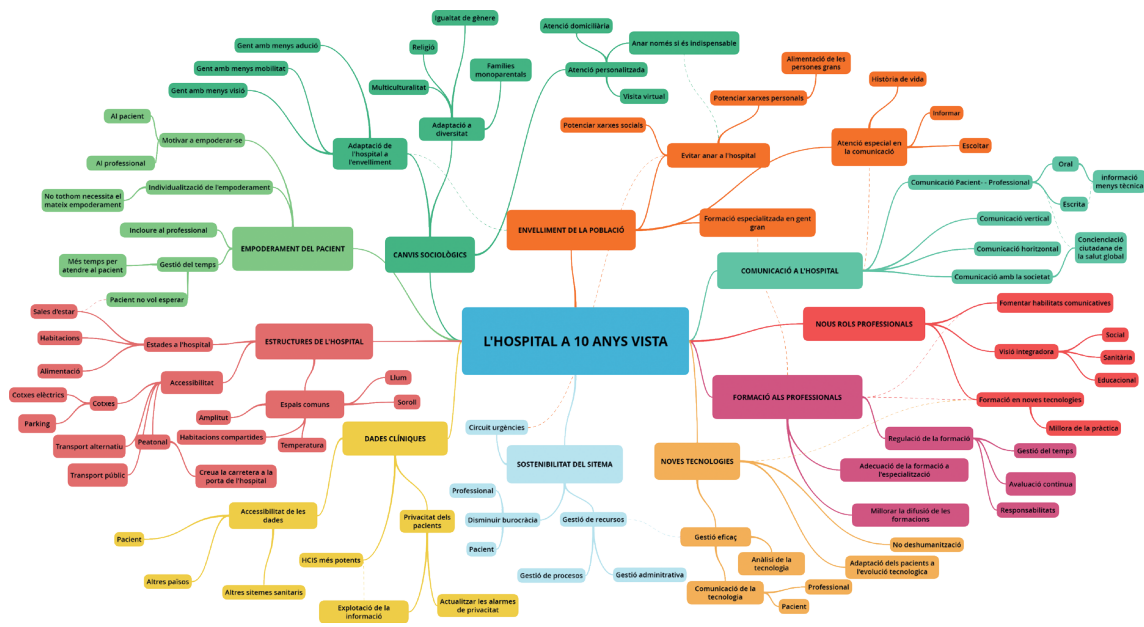 L'HOSPITAL A 10 ANYS VISTA
CANVIS SOCIOLÒGICS
Adaptació de
l'hospital a
l'envelliment
Gent amb menys adució
Gent amb menys mobilitat
Gent amb menys visió
Adaptació a
diversitat
Igualtat de gènere
Religió
Famílies
monoparentals
Multiculturalitat
Atenció personalitzada
Atenció domiciliària
Anar només si és indispensable
Visita virtual
ENVELLIMENT DE LA POBLACIÓ
Evitar anar a l'hospital
Potenciar xarxes socials
Potenciar xarxes personals
Alimentació de les
persones grans
Atenció especial en
la comunicació
Història de vida
Informar
Escoltar
Formació especialitzada en gent
gran
COMUNICACIÓ A L'HOSPITAL
Comunicació Pacient- - Professional
Oral
Escrita
informació
menys tècnica
Comunicació vertical
Comunicació horitzontal
Comunicació amb la societat
Concienciació
ciutadana de
la salut global
NOUS ROLS PROFESSIONALS
Fomentar habilitats comunicatives
Visió integradora
Social
Sanitària
Educacional
Formación en noves tecnologies
Millora de la pràctica
FORMACIÓ ALS PROFESSIONALS
Regulació de la formació
Gestió del temps
Avaluació contínua
Responsabilitats
Adecuació de la formació a
l'especialització
Millorar la difusió de les
formacions
NOVES TECNOLOGIES
No deshumanització
Adaptació dels pacients a
l'evolució tecnologica
Gestió eficaç
Anàlisi de la
tecnologia
Comunicació de la
tecnologia
Professional
Pacient
SOSTENIBILITAT DEL SITEMA
Circuit urgències
Disminuir burocràcia
Professional
Pacient
Gestió de recursos
Gestió de procesos
Gestió adminitrativa
DADES CLÍNIQUES
Accessibilitat de les
dades
Pacient
Altres països
Altres sitemes sanitaris
Privacitat dels
pacients
HCIS més potents
Explotació de la
informació
Actualitzar les alarmes
de privacitat
ESTRUCTURES DE L'HOSPITAL
Estades a l'hospital
Sales d'estar
Habitacions
Alimentació
Accessibilitat
Cotxes
Cotxes elèctrics
Parking
Transport alternatiu
Transport públic
Peatonal
Creua la carretera a la
porta de l'hospital
Espais comuns
Llum
Soroll
Amplitut
Habitacions compartides
Temperatura
EMPODERAMENT DEL PACIENT
Motivar a empoderar-se
Al pacient
Al professional
Individualització de l'empoderament
No tothom necessita el
mateix empoderament
Gestió del temps
Incloure al professional
Més temps per
atendre al pacient
Pacient no vol esperar